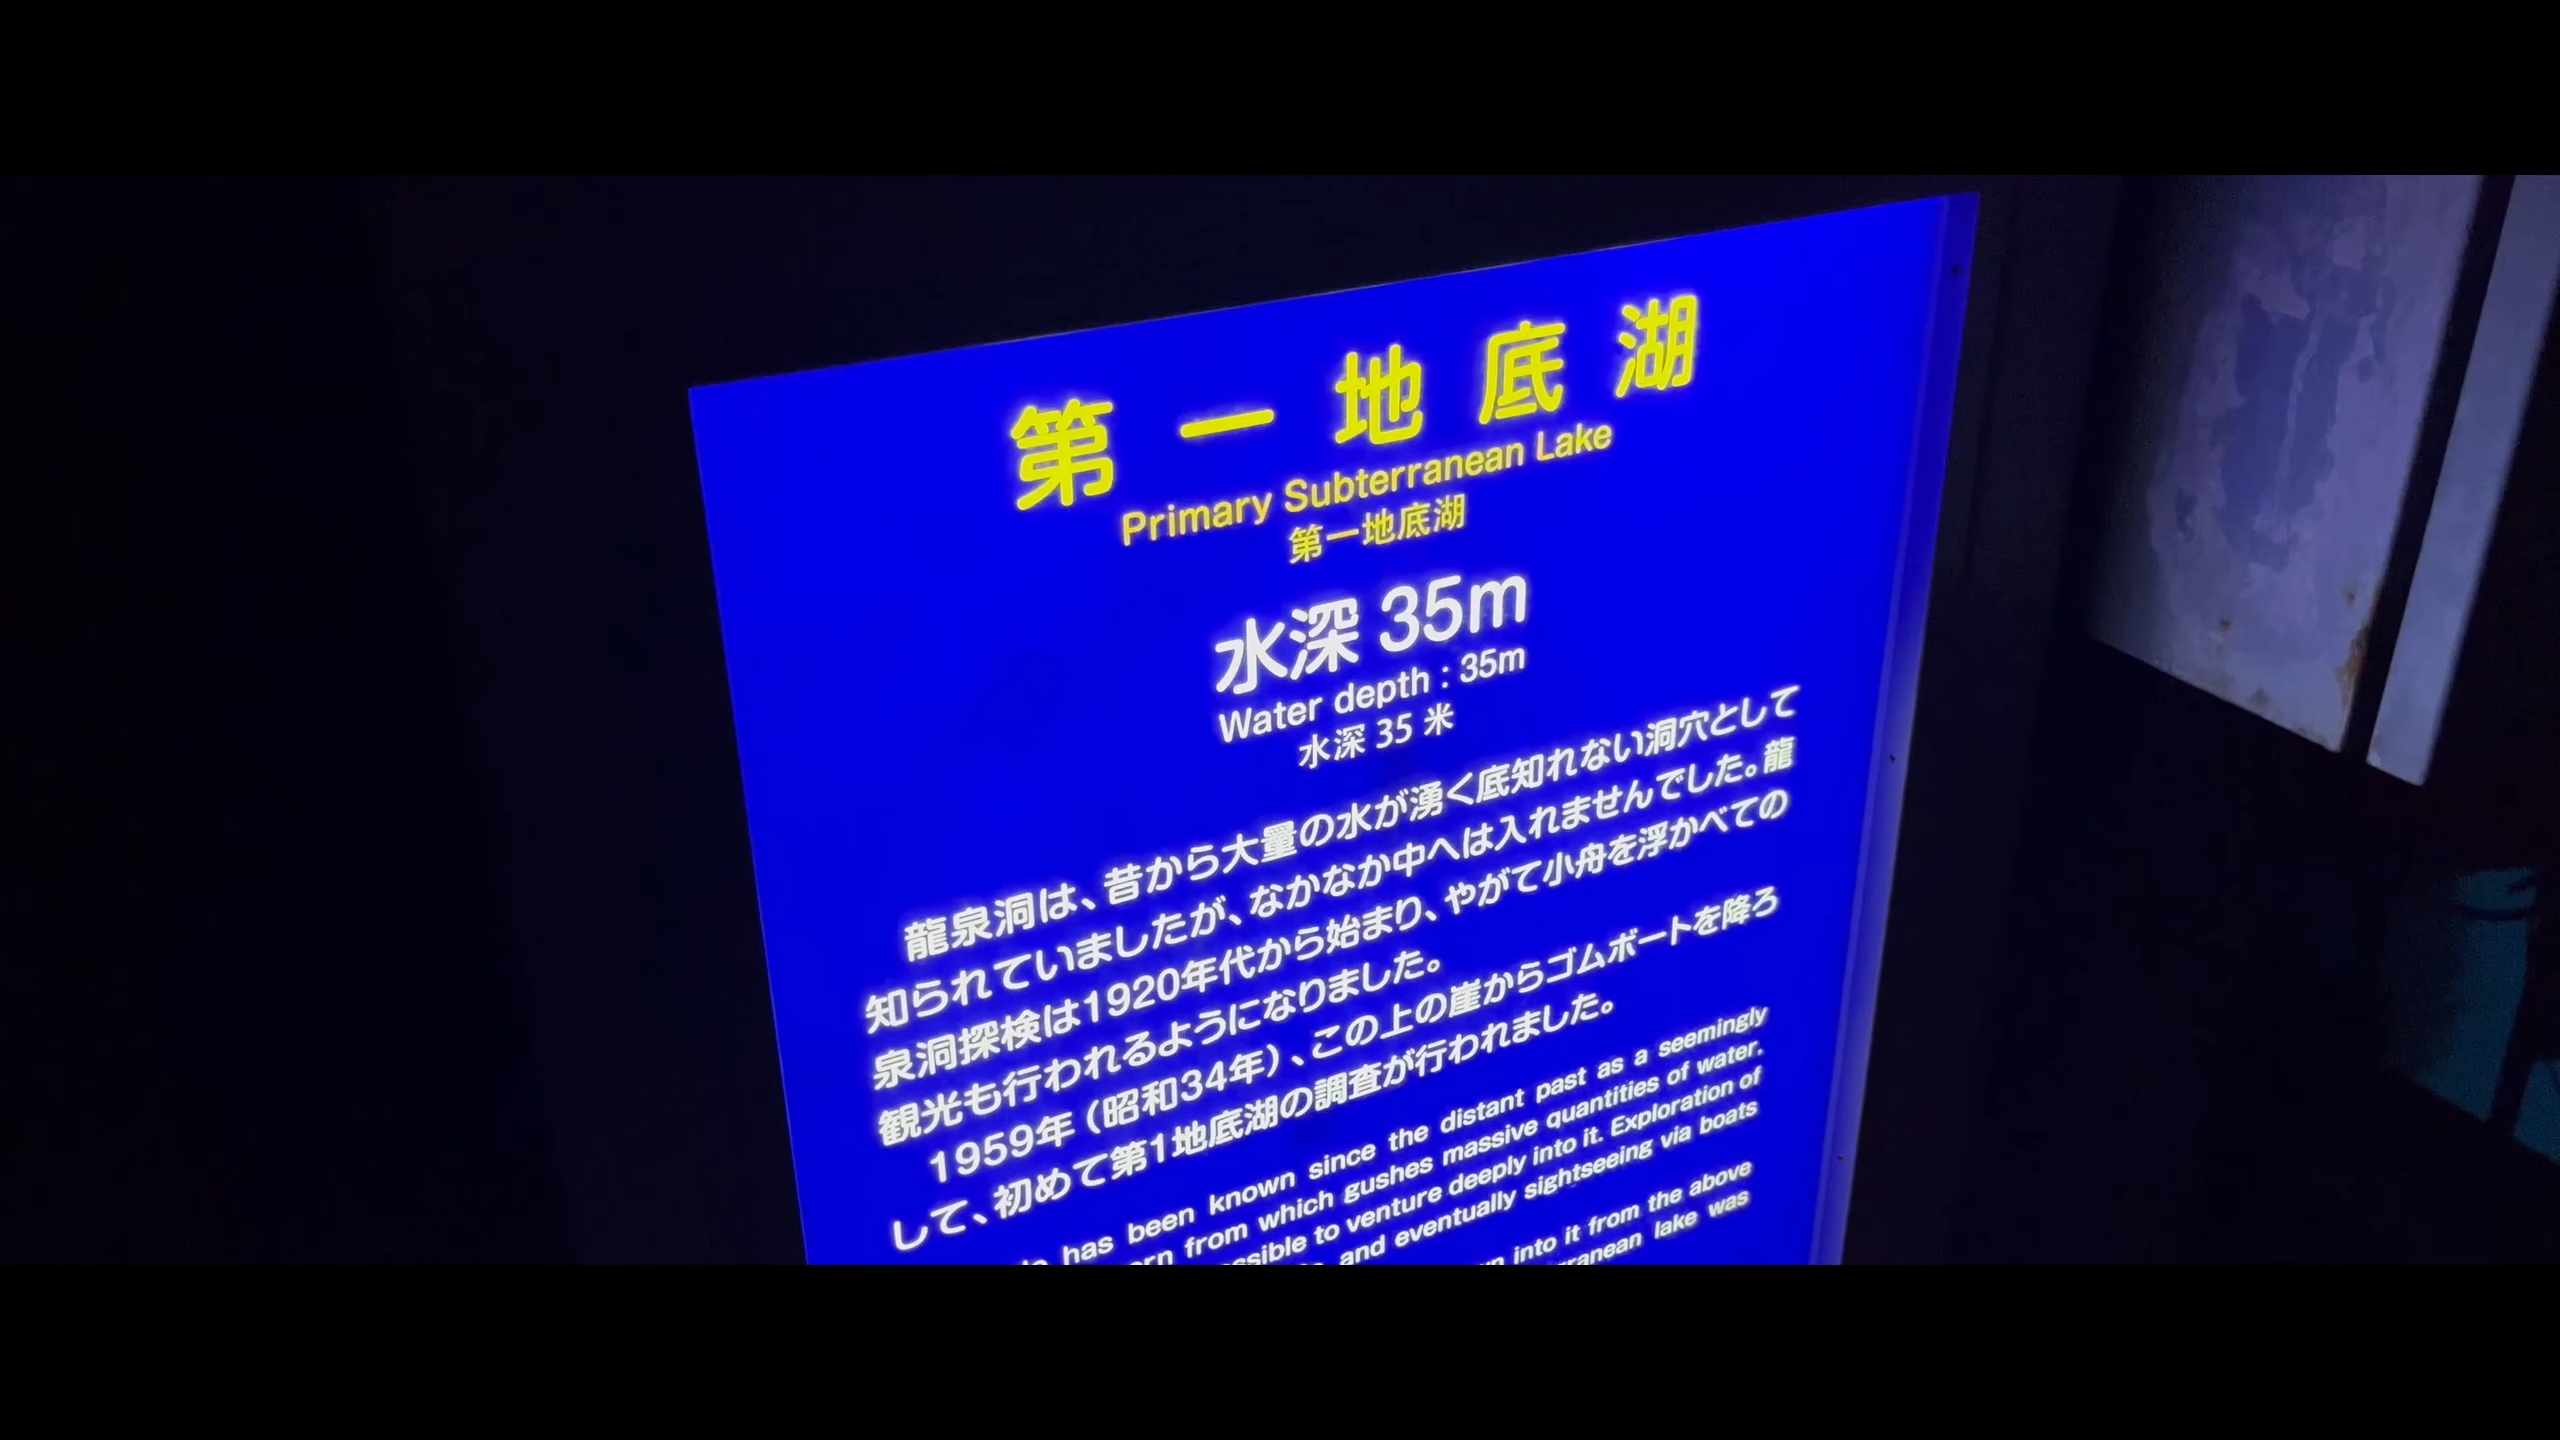 第一地底湖
Primary Subterranean Lake
第一地底湖
水深 35m
Water depth : 35m
水深 35 米
龍泉洞は、昔から大量の水が湧く底知れない洞穴として
知られていましたが、なかなか中へは入れませんでした。龍
泉洞探検は1920年代から始まり、やがて小舟を浮かべての
観光も行われるようになりました。
1959年（昭和34年）、この上の崖からゴムボートを降ろ
して、初めて第1地底湖の調査が行われました。
has been known since the distant past as a seemingly
from which gushes massive quantities of water.
to venture deeply into it. Exploration of
and eventually sightseeing via boats
into it from the above
lake was